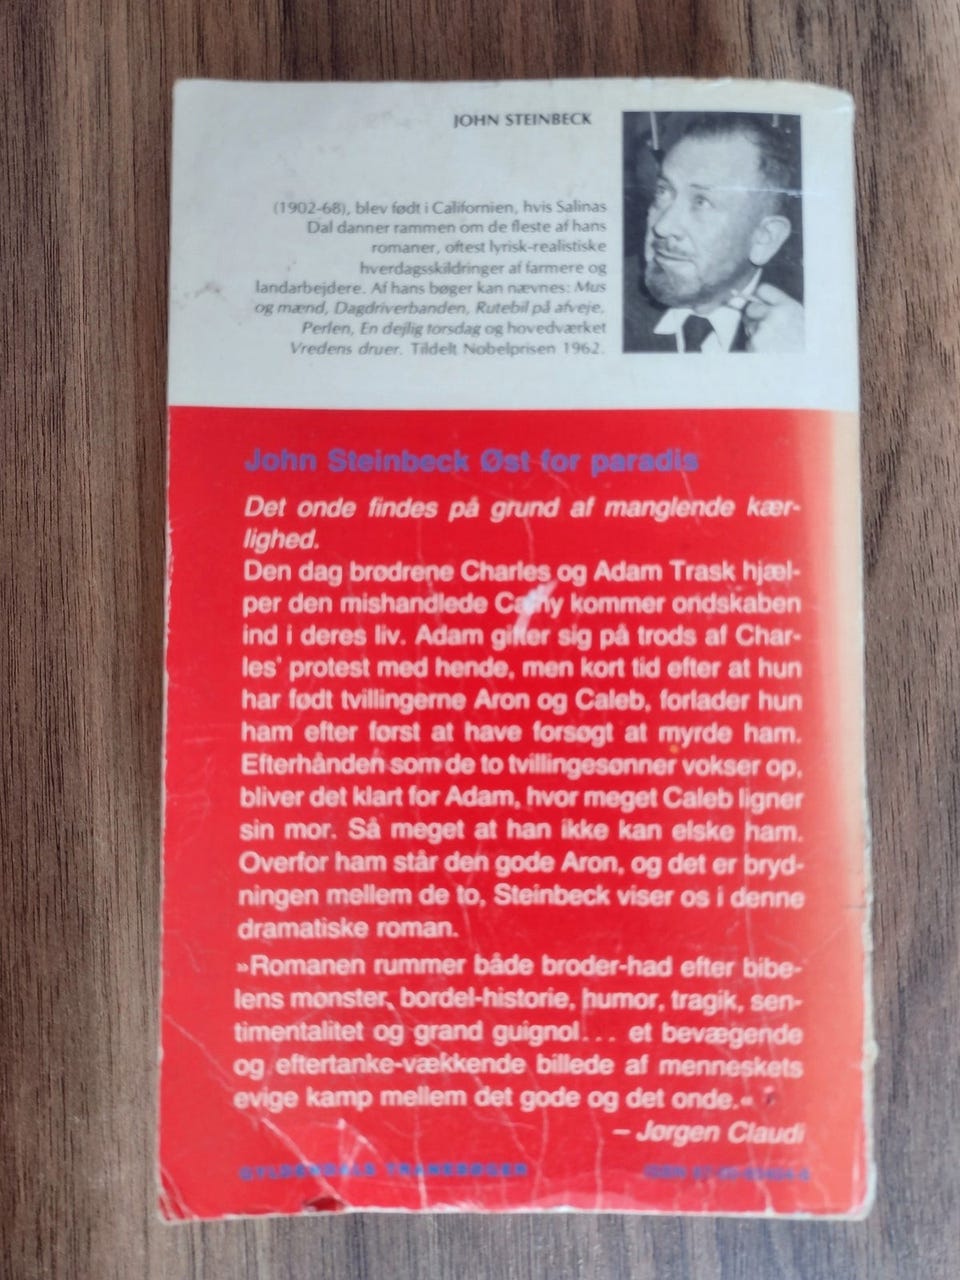 JOHN STEINBECK
(1902-68), blev født i Californien, hvis Salinas
Dal danner rammen om de fleste af hans
romaner, oftest lyrisk-realistiske
hverdagsskildringer af farmere og
landarbejdere. Af hans bøger kan nævnes: Mus
og mænd, Dagdriverbanden, Rutebil på afveje,
Perlen, En dejlig torsdag og hovedværket
Vredens druer. Tildelt Nobelprisen 1962.
John Steinbeck Øst for paradis
Det onde findes på grund af manglende kær-
lighed.
Den dag brødrene Charles og Adam Trask hjæl-
per den mishandlede Cathy kommer ondskaben
ind i deres liv. Adam gifter sig på trods af Char-
les' protest med hende, men kort tid efter at hun
har født tvillingerne Aron og Caleb, forlader hun
ham efter først at have forsøgt at myrde ham.
Efterhånden som de to tvillingesønner vokser op,
bliver det klart for Adam, hvor meget Caleb ligner
sin mor. Så meget at han ikke kan elske ham.
Overfor ham står den gode Aron, og det er bryd-
ningen mellem de to, Steinbeck viser os i denne
dramatiske roman.
»Romanen rummer både broder-had efter bibe-
lens mønster, bordel-historie, humor, tragik, sen-
timentalitet og grand guignol... et bevægende
og eftertanke-vækkende billede af menneskets
evige kamp mellem det gode og det onde.«
– Jørgen Claudi
GYLDENDALS TRANEBØGER
ISBN